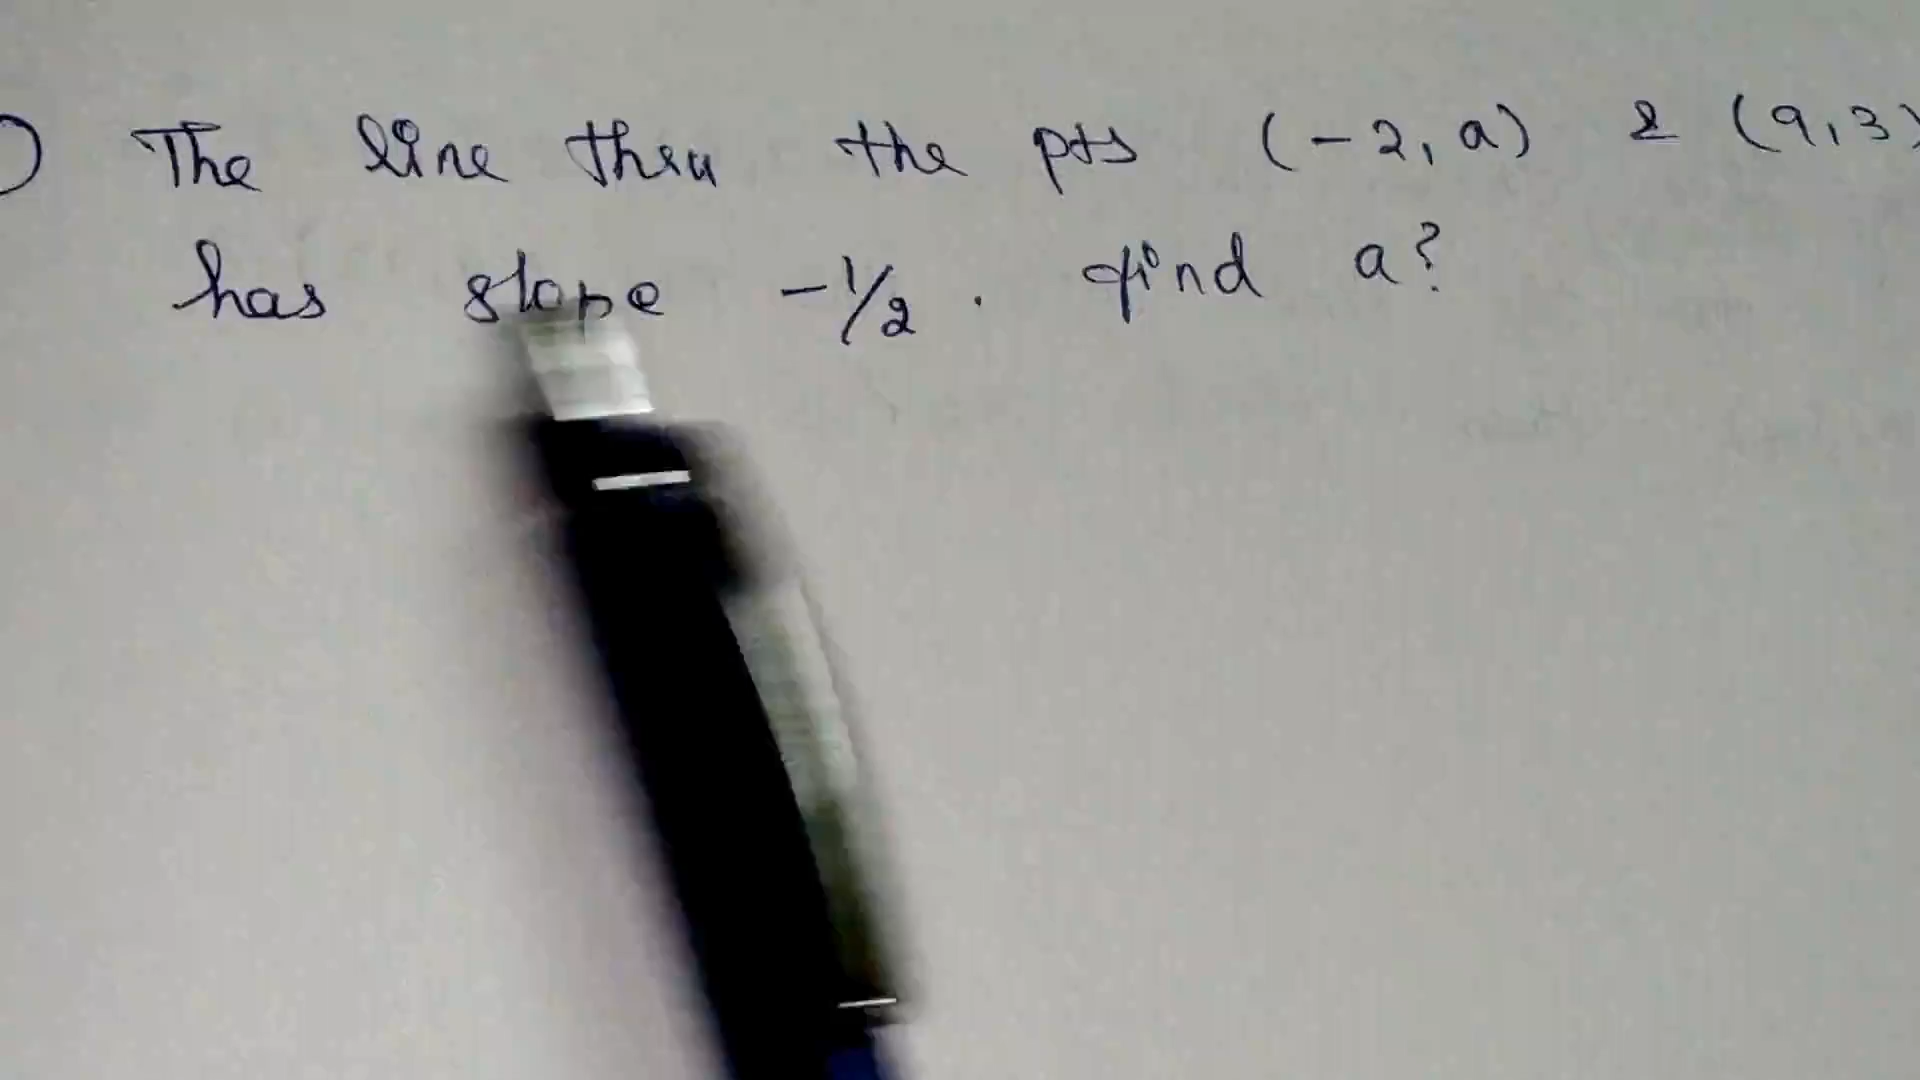 ) The line thru the pts (-2, a) & (9,3)
has slope -1/2. find a?